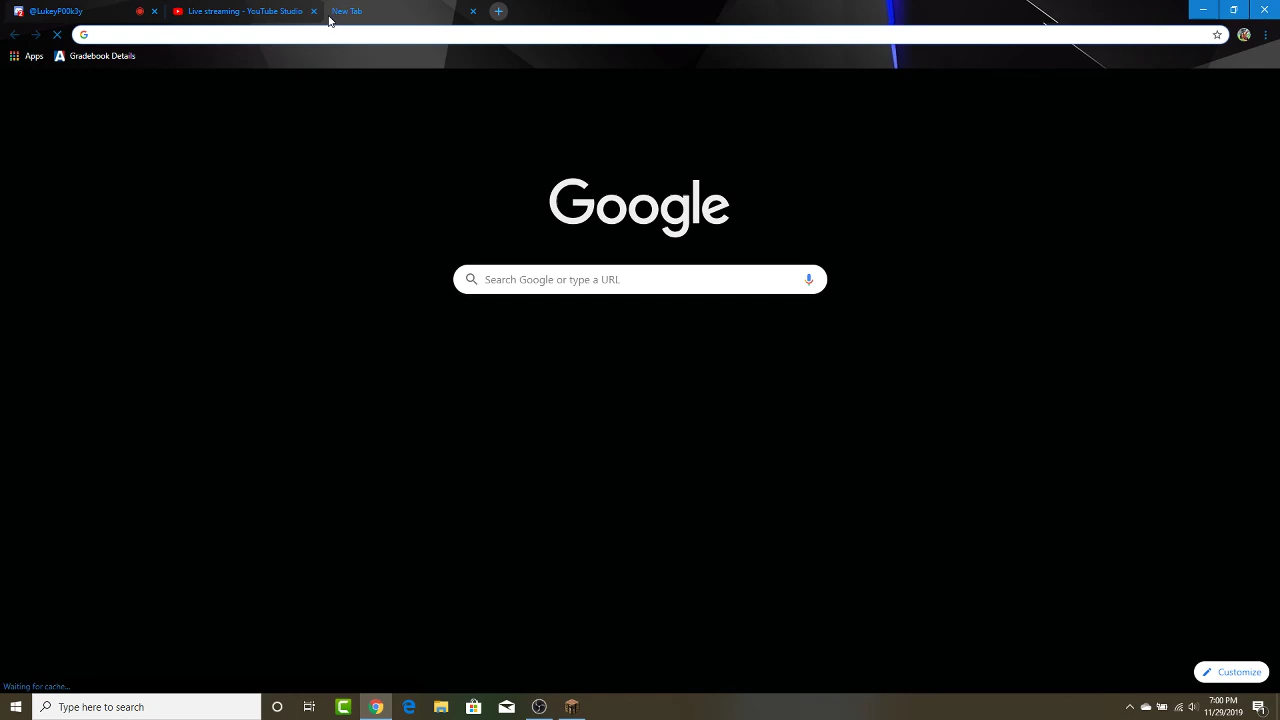 @LukeyP00k3y
Live streaming - YouTube Studio
New Tab
Apps
Gradebook Details
Google
Search Google or type a URL
Customize
Waiting for cache...
Type here to search
7:00 PM
11/29/2019